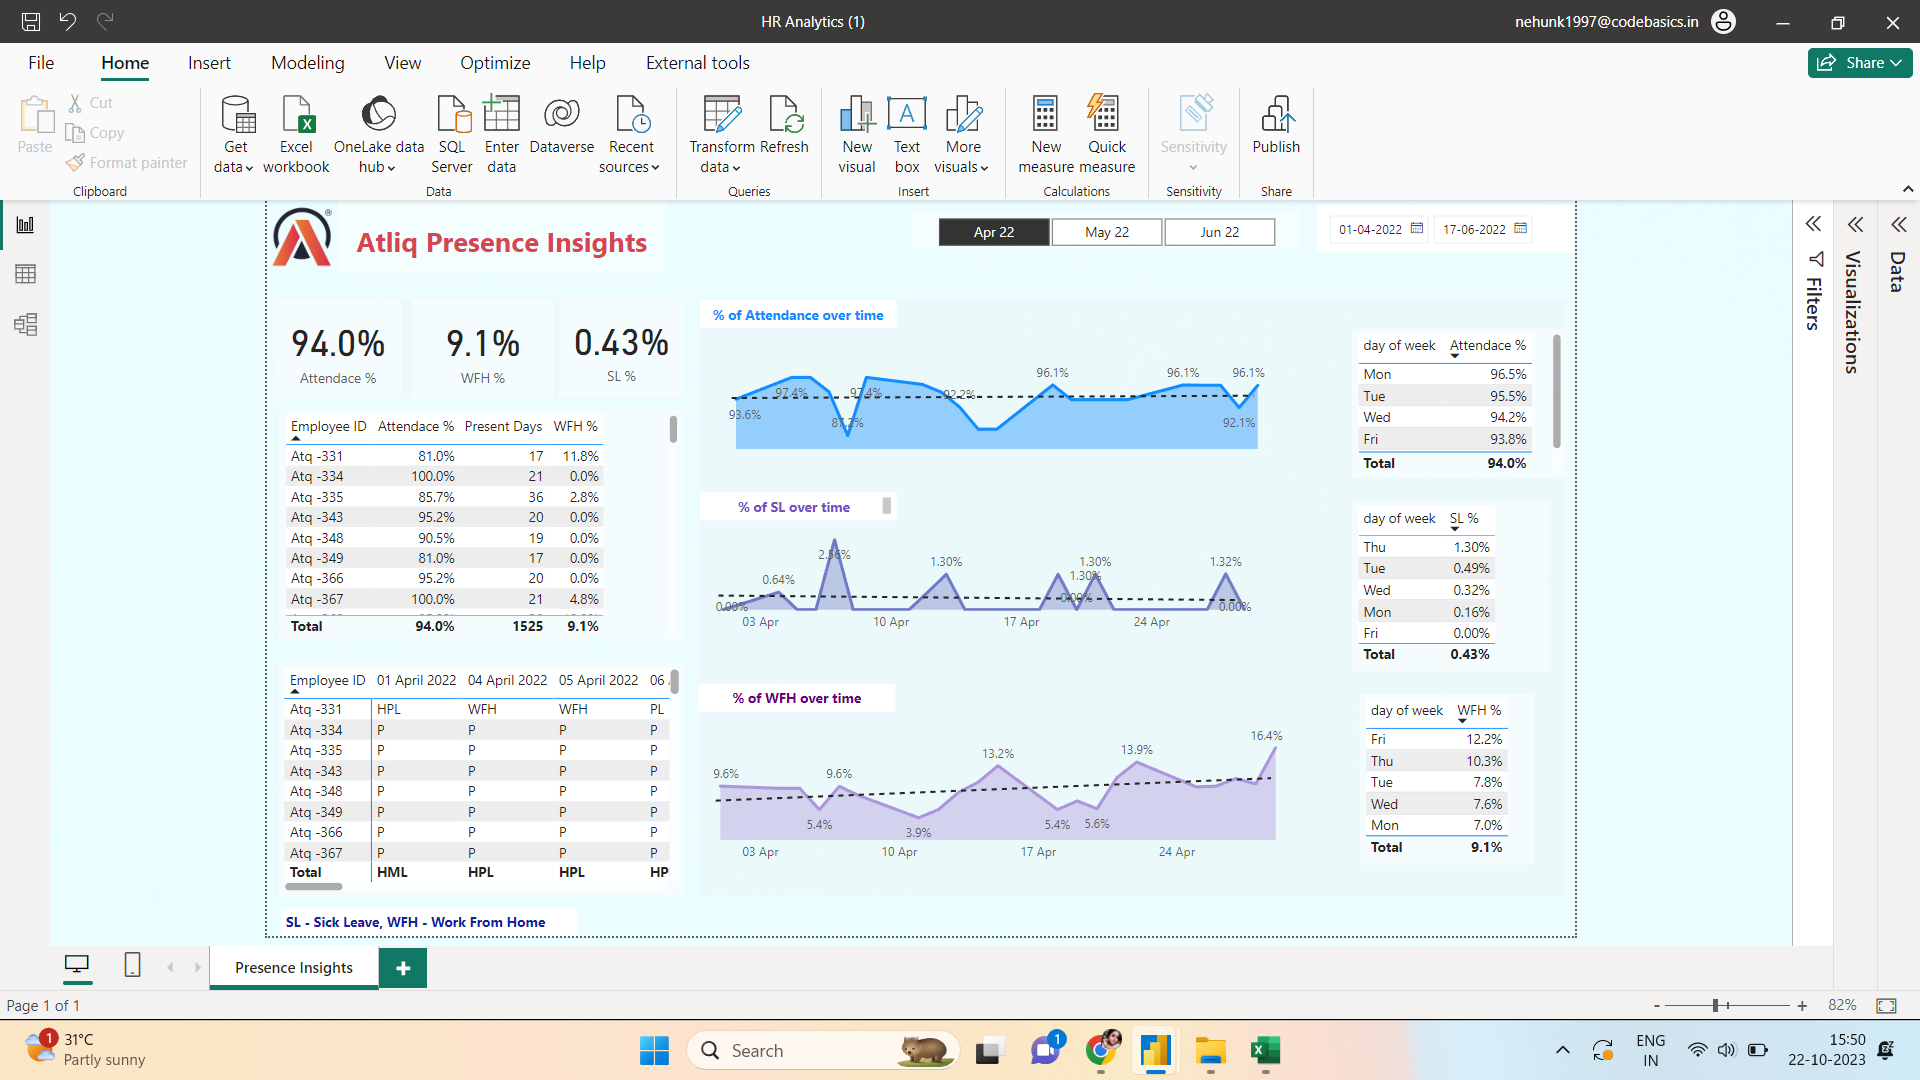 HR Analytics (1)
nehunk1997@codebasics.in
File Home Insert Modeling View Optimize Help External tools
Share
Paste
Cut
Copy
Format painter
Clipboard
Get data
Excel workbook
OneLake data hub
SQL Server
Enter data
Dataverse
Recent sources
Data
Transform data
Refresh
Queries
New visual
Text box
More visuals
Insert
New measure
Quick measure
Calculations
Sensitivity
Sensitivity
Publish
Share
Atliq Presence Insights
Apr 22 May 22 Jun 22
01-04-2022 17-06-2022
94.0%
Attendace %
9.1%
WFH %
0.43%
SL %
Employee ID Attendace % Present Days WFH %
Atq -331 81.0% 17 11.8%
Atq -334 100.0% 21 0.0%
Atq -335 85.7% 36 2.8%
Atq -343 95.2% 20 0.0%
Atq -348 90.5% 19 0.0%
Atq -349 81.0% 17 0.0%
Atq -366 95.2% 20 0.0%
Atq -367 100.0% 21 4.8%
Total 94.0% 1525 9.1%
Employee ID 01 April 2022 04 April 2022 05 April 2022 06
Atq -331 HPL WFH WFH PL
Atq -334 P P P P
Atq -335 P P P P
Atq -343 P P P P
Atq -348 P P P P
Atq -349 P P P P
Atq -366 P P P P
Atq -367 P P P P
Total HML HPL HPL HP
SL - Sick Leave, WFH - Work From Home
% of Attendance over time
93.6% 97.4% 87.2% 97.4% 92.2% 96.1% 96.1% 92.1% 96.1%
% of SL over time
0.00% 0.64% 2.56% 1.30% 1.30% 0.00% 1.30% 1.32% 0.00%
03 Apr 10 Apr 17 Apr 24 Apr
% of WFH over time
9.6% 5.4% 9.6% 3.9% 13.2% 5.4% 5.6% 13.9% 16.4%
03 Apr 10 Apr 17 Apr 24 Apr
day of week Attendace %
Mon 96.5%
Tue 95.5%
Wed 94.2%
Fri 93.8%
Total 94.0%
day of week SL %
Thu 1.30%
Tue 0.49%
Wed 0.32%
Mon 0.16%
Fri 0.00%
Total 0.43%
day of week WFH %
Fri 12.2%
Thu 10.3%
Tue 7.8%
Wed 7.6%
Mon 7.0%
Total 9.1%
Filters
Visualizations
Data
Presence Insights
Page 1 of 1
82%
1
31°C
Partly sunny
Search
1
ENG
IN
15:50
22-10-2023